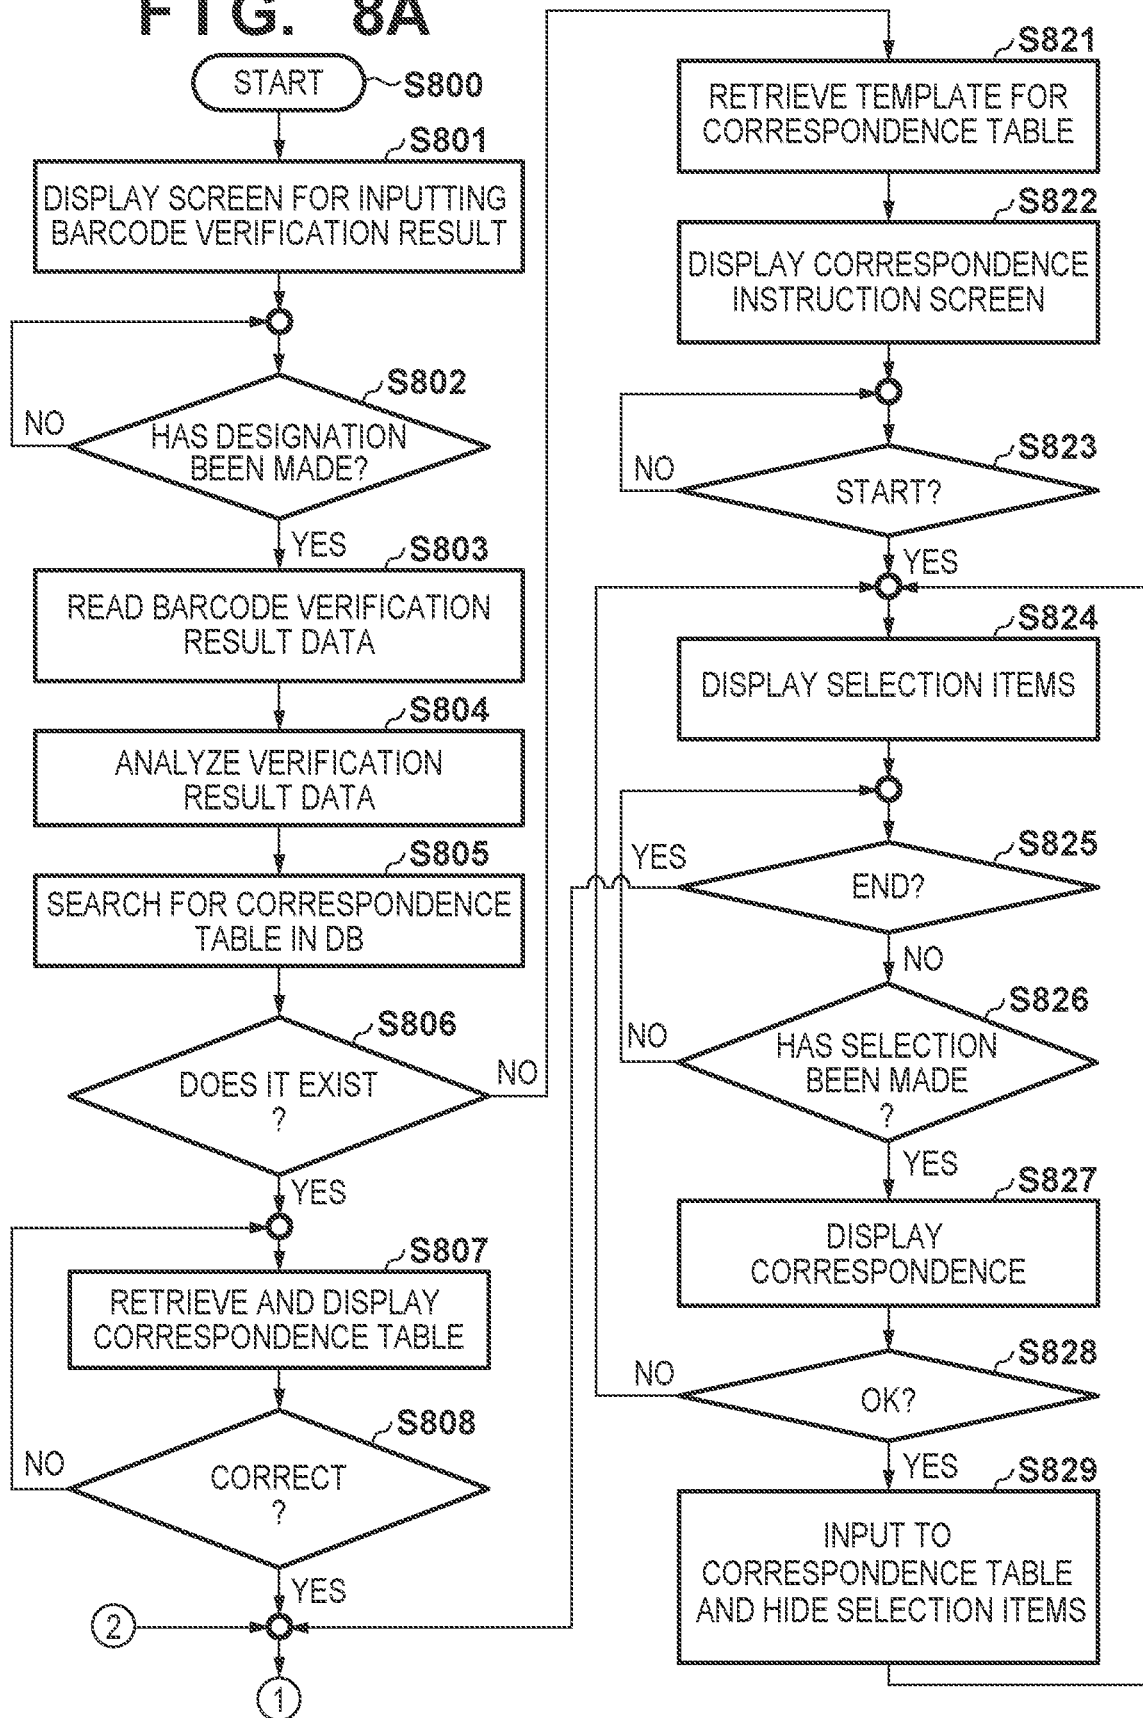 FIG. 8A
START
S800
S801
DISPLAY SCREEN FOR INPUTTING
BARCODE VERIFICATION RESULT
S802
NO
HAS DESIGNATION
BEEN MADE?
YES
S803
READ BARCODE VERIFICATION
RESULT DATA
S804
ANALYZE VERIFICATION
RESULT DATA
S805
SEARCH FOR CORRESPONDENCE
TABLE IN DB
S806
DOES IT EXIST
?
NO
YES
S807
RETRIEVE AND DISPLAY
CORRESPONDENCE TABLE
S808
NO
CORRECT
?
YES
2
1
S821
RETRIEVE TEMPLATE FOR
CORRESPONDENCE TABLE
S822
DISPLAY CORRESPONDENCE
INSTRUCTION SCREEN
S823
NO
START?
YES
S824
DISPLAY SELECTION ITEMS
S825
YES
END?
NO
S826
NO
HAS SELECTION
BEEN MADE
?
YES
S827
DISPLAY
CORRESPONDENCE
S828
NO
OK?
YES
S829
INPUT TO
CORRESPONDENCE TABLE
AND HIDE SELECTION ITEMS